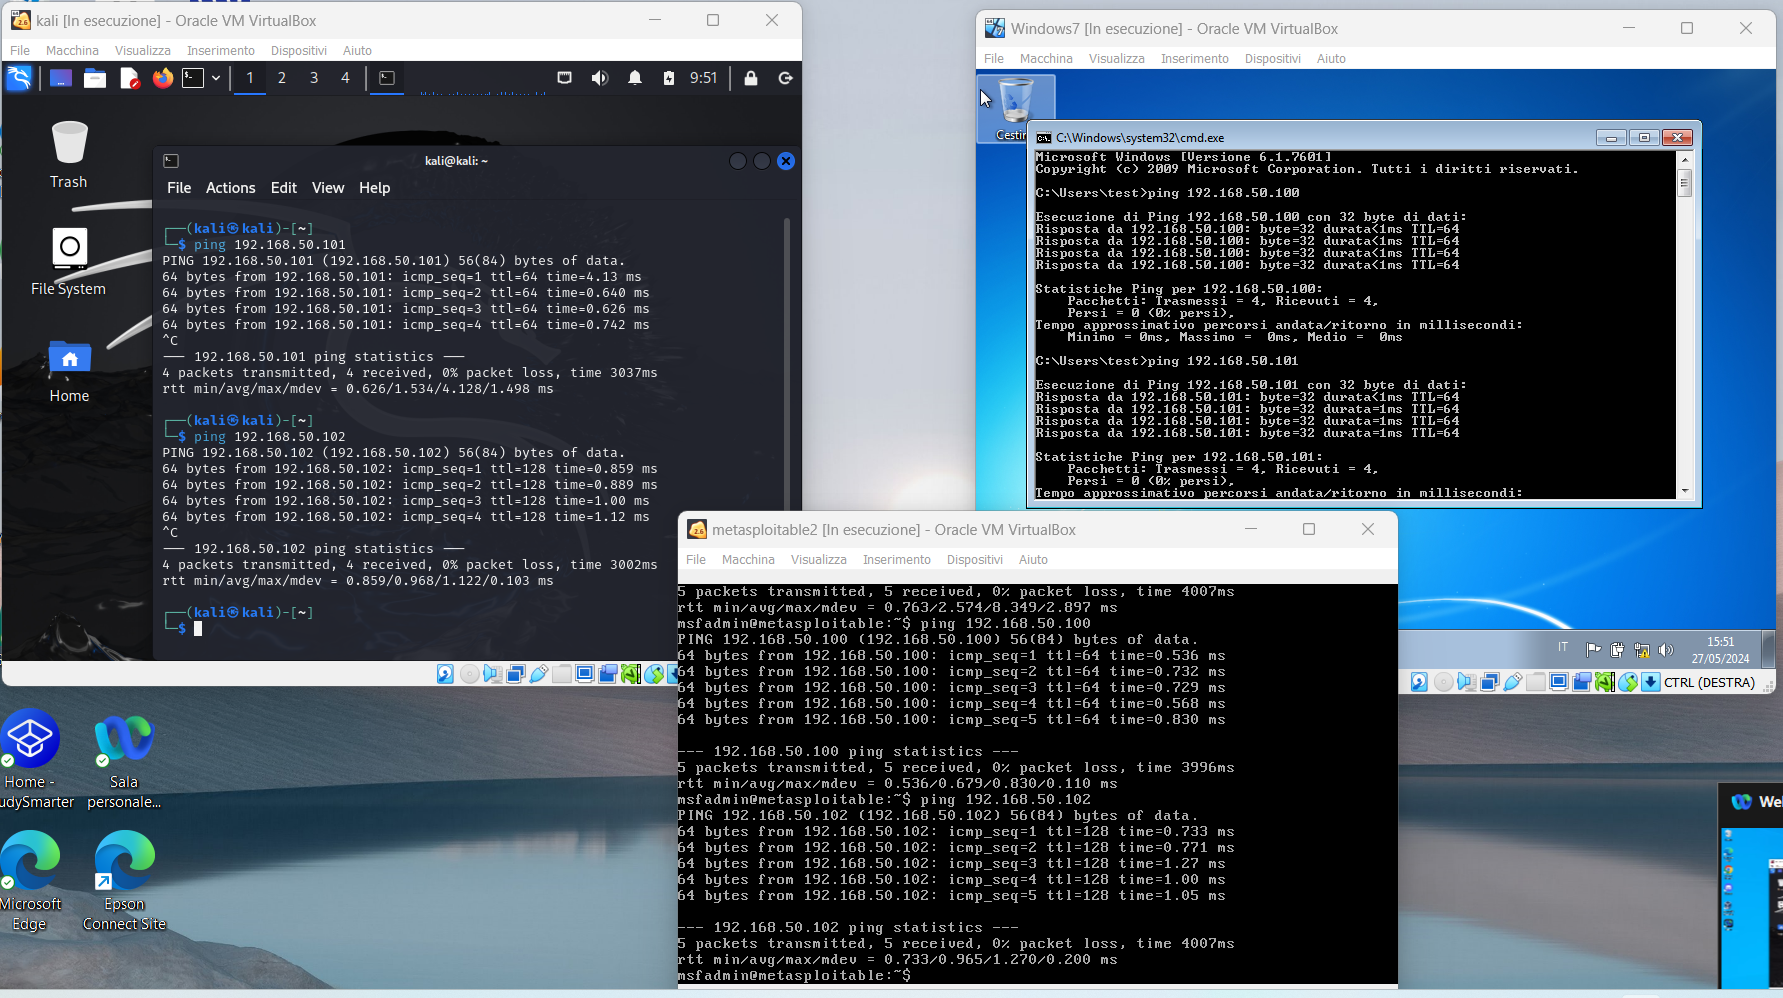 kali [In esecuzione] - Oracle VM VirtualBox
File Macchina Visualizza Inserimento Dispositivi Aiuto
1 2 3 4 9:51
Trash
File System
Home
kali@kali: ~
File Actions Edit View Help
┌──(kali㉿kali)-[~]
└─$ ping 192.168.50.101
PING 192.168.50.101 (192.168.50.101) 56(84) bytes of data.
64 bytes from 192.168.50.101: icmp_seq=1 ttl=64 time=4.13 ms
64 bytes from 192.168.50.101: icmp_seq=2 ttl=64 time=0.640 ms
64 bytes from 192.168.50.101: icmp_seq=3 ttl=64 time=0.626 ms
64 bytes from 192.168.50.101: icmp_seq=4 ttl=64 time=0.742 ms
^C
--- 192.168.50.101 ping statistics ---
4 packets transmitted, 4 received, 0% packet loss, time 3037ms
rtt min/avg/max/mdev = 0.626/1.534/4.128/1.498 ms
┌──(kali㉿kali)-[~]
└─$ ping 192.168.50.102
PING 192.168.50.102 (192.168.50.102) 56(84) bytes of data.
64 bytes from 192.168.50.102: icmp_seq=1 ttl=128 time=0.859 ms
64 bytes from 192.168.50.102: icmp_seq=2 ttl=128 time=0.889 ms
64 bytes from 192.168.50.102: icmp_seq=3 ttl=128 time=1.00 ms
64 bytes from 192.168.50.102: icmp_seq=4 ttl=128 time=1.12 ms
^C
--- 192.168.50.102 ping statistics ---
4 packets transmitted, 4 received, 0% packet loss, time 3002ms
rtt min/avg/max/mdev = 0.859/0.968/1.122/0.103 ms
┌──(kali㉿kali)-[~]
└─$
Windows7 [In esecuzione] - Oracle VM VirtualBox
File Macchina Visualizza Inserimento Dispositivi Aiuto
Cestin
C:\Windows\system32\cmd.exe
Microsoft Windows [Versione 6.1.7601]
Copyright (c) 2009 Microsoft Corporation. Tutti i diritti riservati.
C:\Users\test>ping 192.168.50.100
Esecuzione di Ping 192.168.50.100 con 32 byte di dati:
Risposta da 192.168.50.100: byte=32 durata<1ms TTL=64
Risposta da 192.168.50.100: byte=32 durata<1ms TTL=64
Risposta da 192.168.50.100: byte=32 durata<1ms TTL=64
Risposta da 192.168.50.100: byte=32 durata<1ms TTL=64
Statistiche Ping per 192.168.50.100:
Pacchetti: Trasmessi = 4, Ricevuti = 4,
Persi = 0 (0% persi),
Tempo approssimativo percorsi andata/ritorno in millisecondi:
Minimo = 0ms, Massimo =  0ms, Medio =  0ms
C:\Users\test>ping 192.168.50.101
Esecuzione di Ping 192.168.50.101 con 32 byte di dati:
Risposta da 192.168.50.101: byte=32 durata<1ms TTL=64
Risposta da 192.168.50.101: byte=32 durata=1ms TTL=64
Risposta da 192.168.50.101: byte=32 durata=1ms TTL=64
Risposta da 192.168.50.101: byte=32 durata=1ms TTL=64
Statistiche Ping per 192.168.50.101:
Pacchetti: Trasmessi = 4, Ricevuti = 4,
Persi = 0 (0% persi),
Tempo approssimativo percorsi andata/ritorno in millisecondi:
IT
15:51
27/05/2024
CTRL (DESTRA)
metasploitable2 [In esecuzione] - Oracle VM VirtualBox
File Macchina Visualizza Inserimento Dispositivi Aiuto
5 packets transmitted, 5 received, 0% packet loss, time 4007ms
rtt min/avg/max/mdev = 0.763/2.574/8.349/2.897 ms
msfadmin@metasploitable:~$ ping 192.168.50.100
PING 192.168.50.100 (192.168.50.100) 56(84) bytes of data.
64 bytes from 192.168.50.100: icmp_seq=1 ttl=64 time=0.536 ms
64 bytes from 192.168.50.100: icmp_seq=2 ttl=64 time=0.732 ms
64 bytes from 192.168.50.100: icmp_seq=3 ttl=64 time=0.729 ms
64 bytes from 192.168.50.100: icmp_seq=4 ttl=64 time=0.568 ms
64 bytes from 192.168.50.100: icmp_seq=5 ttl=64 time=0.830 ms
--- 192.168.50.100 ping statistics ---
5 packets transmitted, 5 received, 0% packet loss, time 3996ms
rtt min/avg/max/mdev = 0.536/0.679/0.830/0.110 ms
msfadmin@metasploitable:~$ ping 192.168.50.102
PING 192.168.50.102 (192.168.50.102) 56(84) bytes of data.
64 bytes from 192.168.50.102: icmp_seq=1 ttl=128 time=0.733 ms
64 bytes from 192.168.50.102: icmp_seq=2 ttl=128 time=0.771 ms
64 bytes from 192.168.50.102: icmp_seq=3 ttl=128 time=1.27 ms
64 bytes from 192.168.50.102: icmp_seq=4 ttl=128 time=1.00 ms
64 bytes from 192.168.50.102: icmp_seq=5 ttl=128 time=1.05 ms
--- 192.168.50.102 ping statistics ---
5 packets transmitted, 5 received, 0% packet loss, time 4007ms
rtt min/avg/max/mdev = 0.733/0.965/1.270/0.200 ms
msfadmin@metasploitable:~$
Home -
udySmarter
Sala
personale...
Microsoft
Edge
Epson
Connect Site
Wel